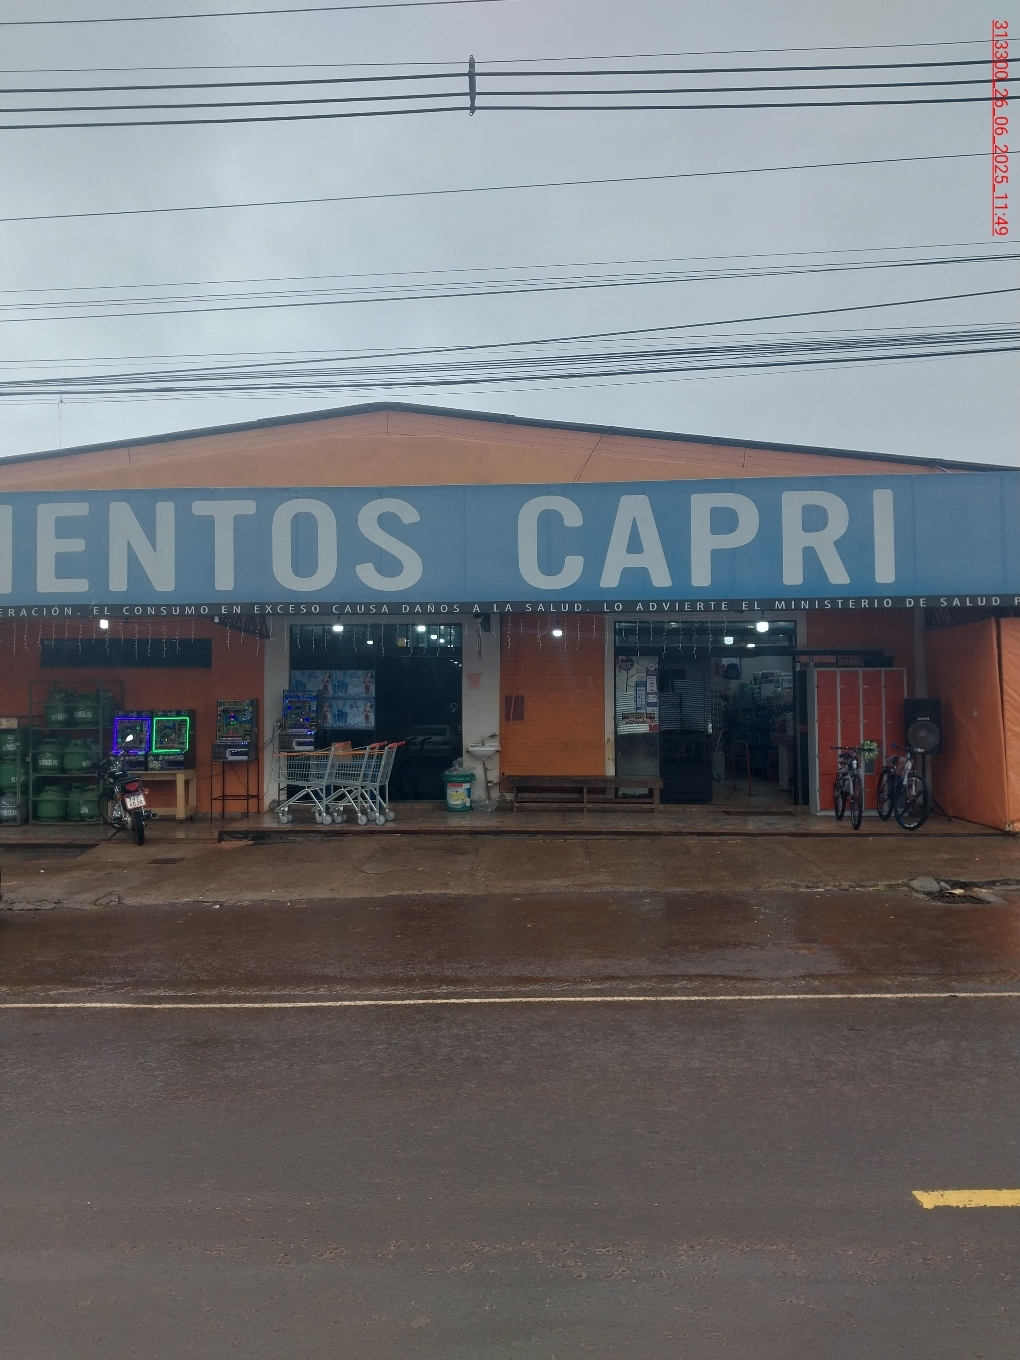 313300_26_06_2025_11:49
IENTOS CAPRI
ERACIÓN. EL CONSUMO EN EXCESO CAUSA DAÑOS A LA SALUD. LO ADVIERTE EL MINISTERIO DE SALUD P